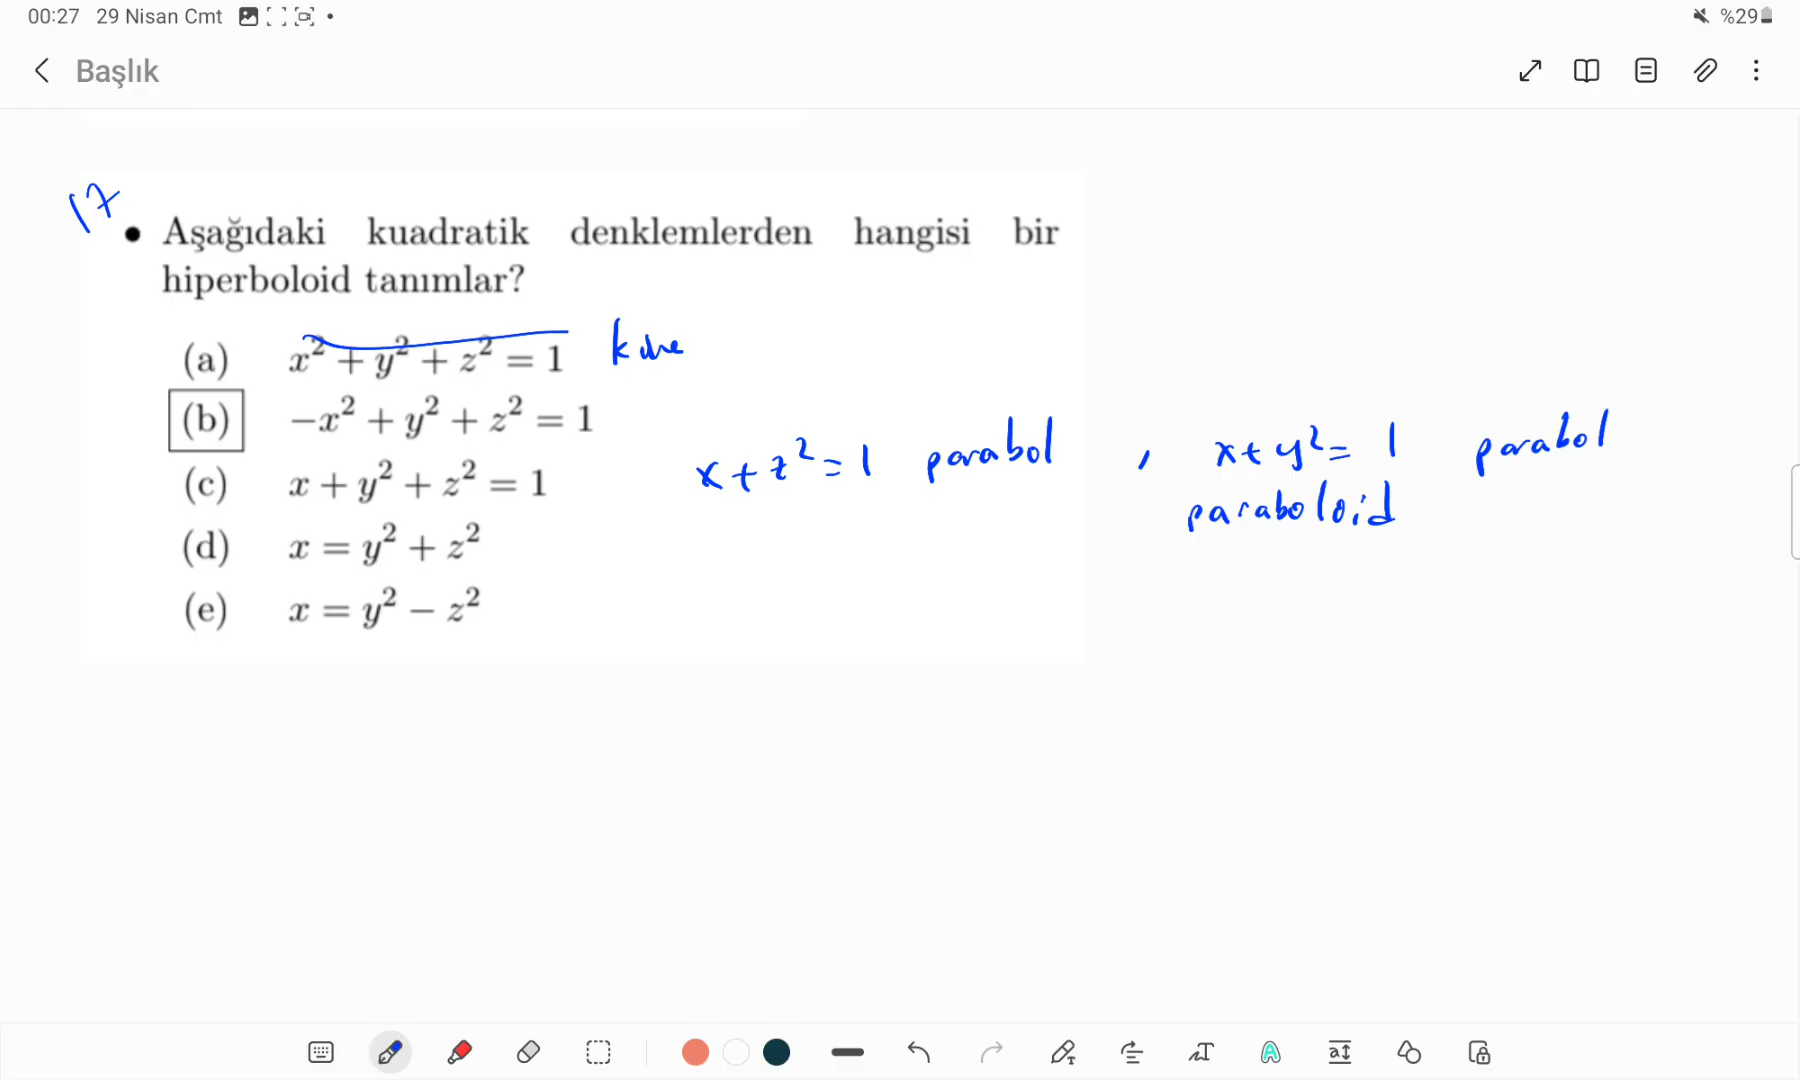 00:27 29 Nisan Cmt
%29
Başlık
17
• Aşağıdaki kuadratik denklemlerden hangisi bir
hiperboloid tanımlar?
(a) x² + y² + z² = 1 küre
(b) −x² + y² + z² = 1
(c) x + y² + z² = 1
x + z² = 1 parabol , x + y² = 1 parabol
paraboloid
(d) x = y² + z²
(e) x = y² − z²